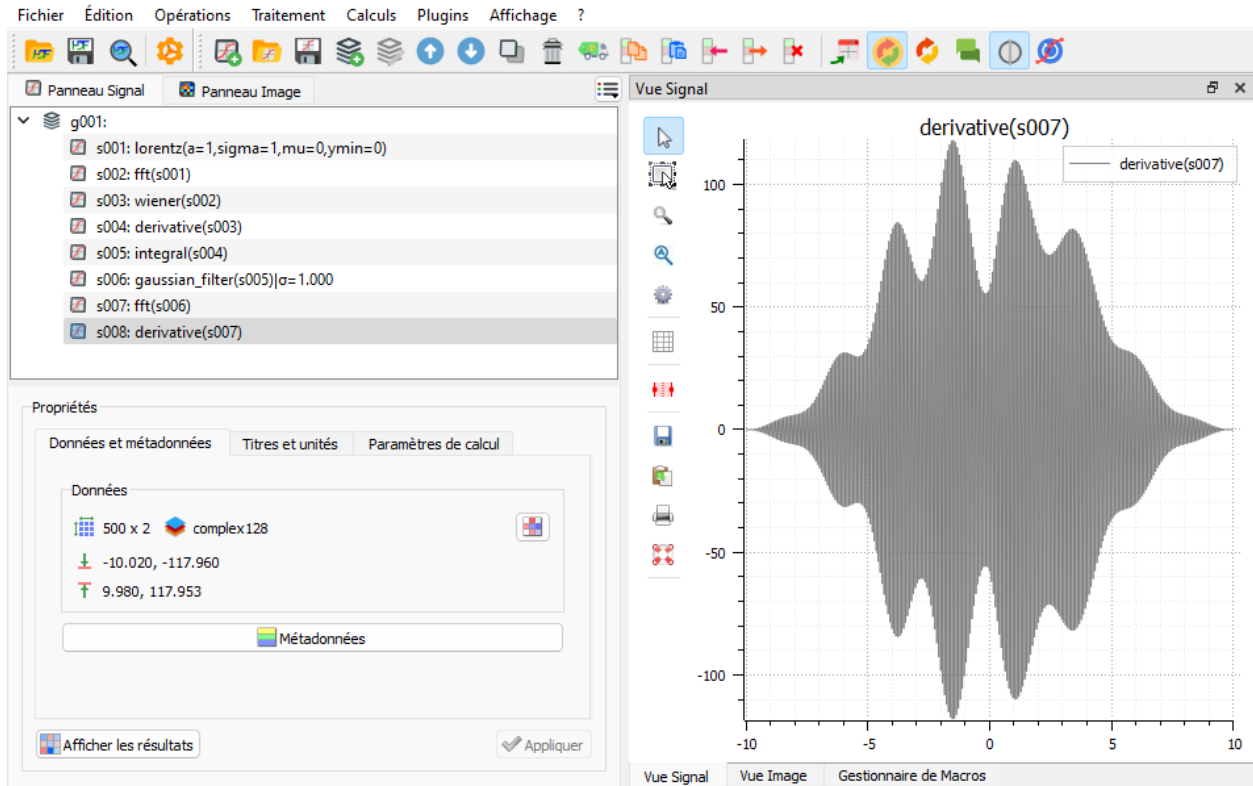 Fichier Édition Opérations Traitement Calculs Plugins Affichage ?
Panneau Signal Panneau Image
g001:
s001: lorentz(a=1,sigma=1,mu=0,ymin=0)
s002: fft(s001)
s003: wiener(s002)
s004: derivative(s003)
s005: integral(s004)
s006: gaussian_filter(s005)|σ=1.000
s007: fft(s006)
s008: derivative(s007)
Propriétés
Données et métadonnées Titres et unités Paramètres de calcul
Données
500 x 2 complex128
-10.020, -117.960
9.980, 117.953
Métadonnées
Afficher les résultats Appliquer
Vue Signal
derivative(s007)
derivative(s007)
100
50
0
-50
-100
-10 -5 0 5 10
Vue Signal Vue Image Gestionnaire de Macros